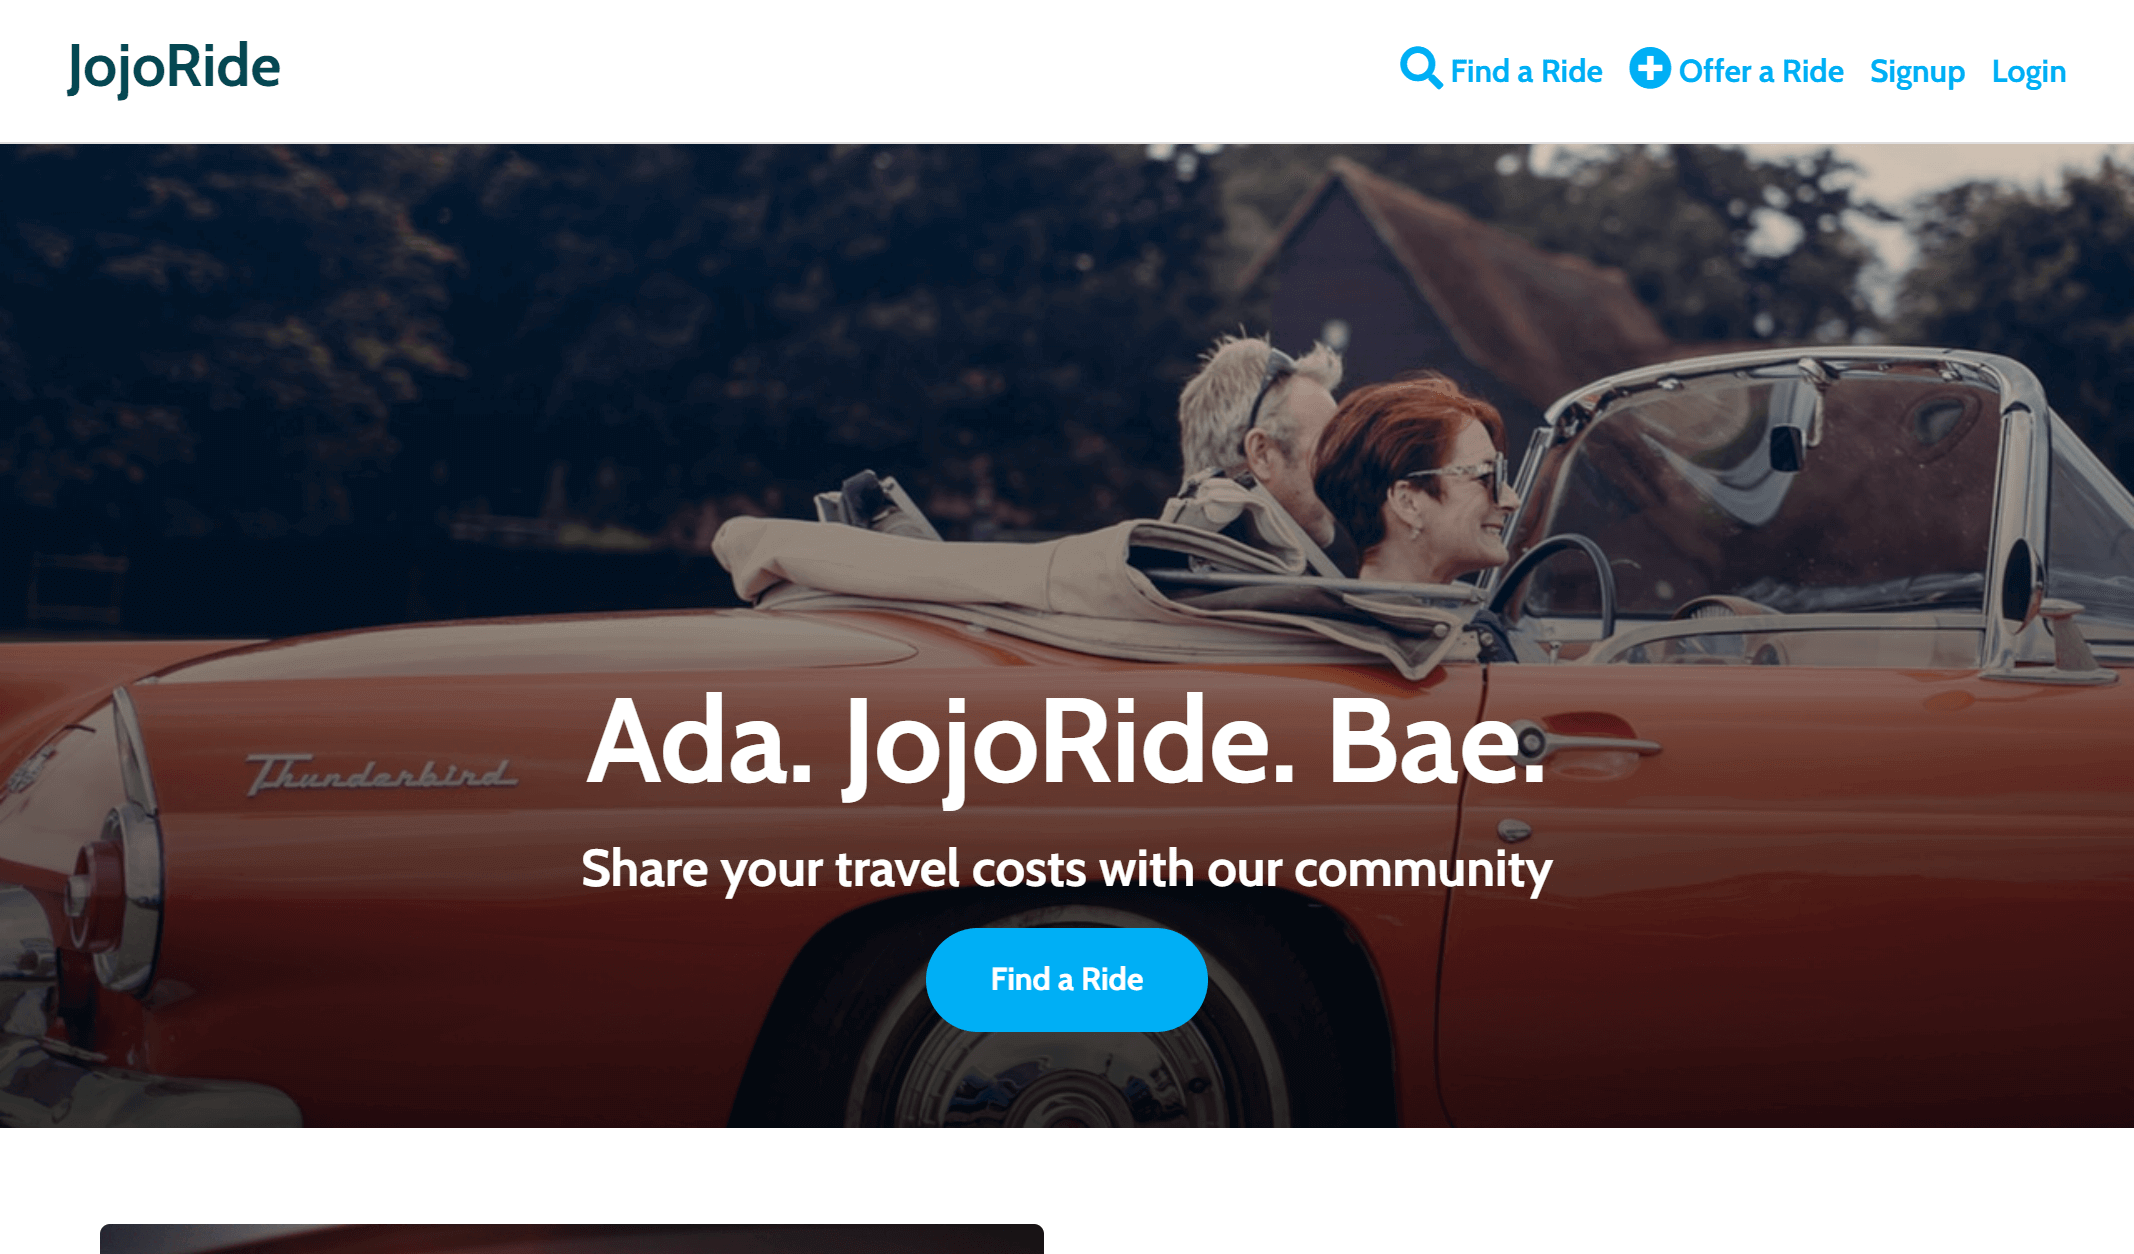 JojoRide
Find a Ride
Offer a Ride
Signup
Login
Thunderbird
Ada. JojoRide. Bae.
Share your travel costs with our community
Find a Ride